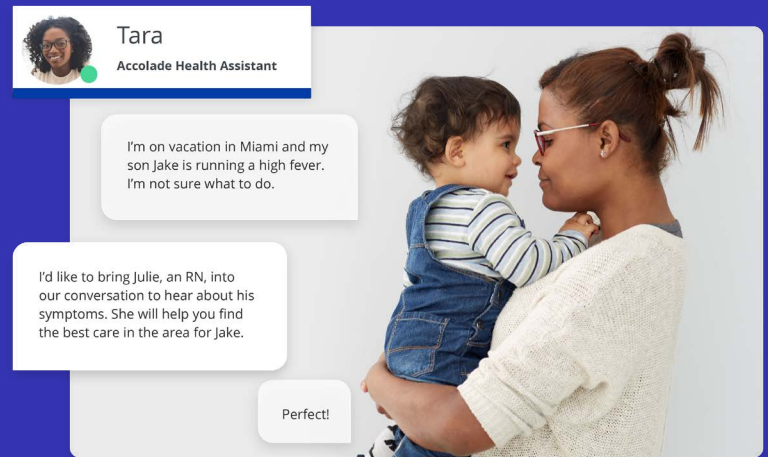 Tara
Accolade Health Assistant
I’m on vacation in Miami and my
son Jake is running a high fever.
I’m not sure what to do.
I’d like to bring Julie, an RN, into
our conversation to hear about his
symptoms. She will help you find
the best care in the area for Jake.
Perfect!